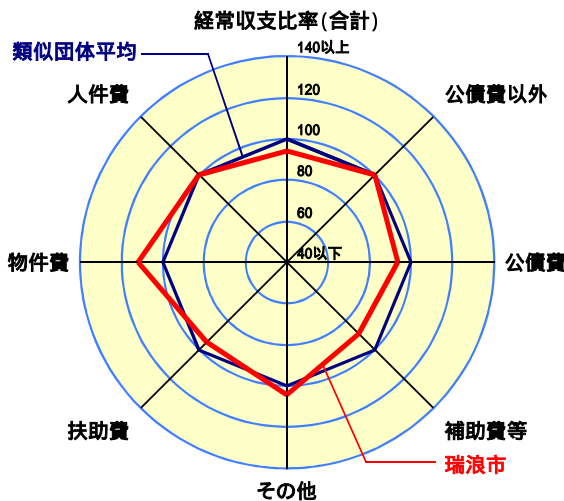 経常収支比率(合計)
類似団体平均
140以上
人件費
120
公債費以外
100
80
60
物件費
40以下
公債費
扶助費
補助費等
瑞浪市
その他